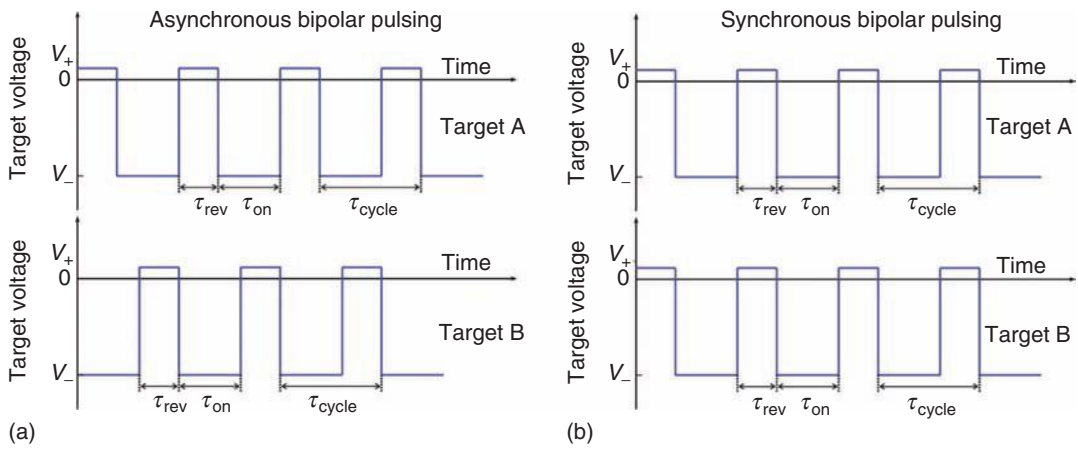 Asynchronous bipolar pulsing
Target voltage
V+
0
V−
Time
Target A
τrev
τon
τcycle
Target voltage
V+
0
V−
Time
Target B
τrev
τon
τcycle
(a)
Synchronous bipolar pulsing
Target voltage
V+
0
V−
Time
Target A
τrev
τon
τcycle
Target voltage
V+
0
V−
Time
Target B
τrev
τon
τcycle
(b)